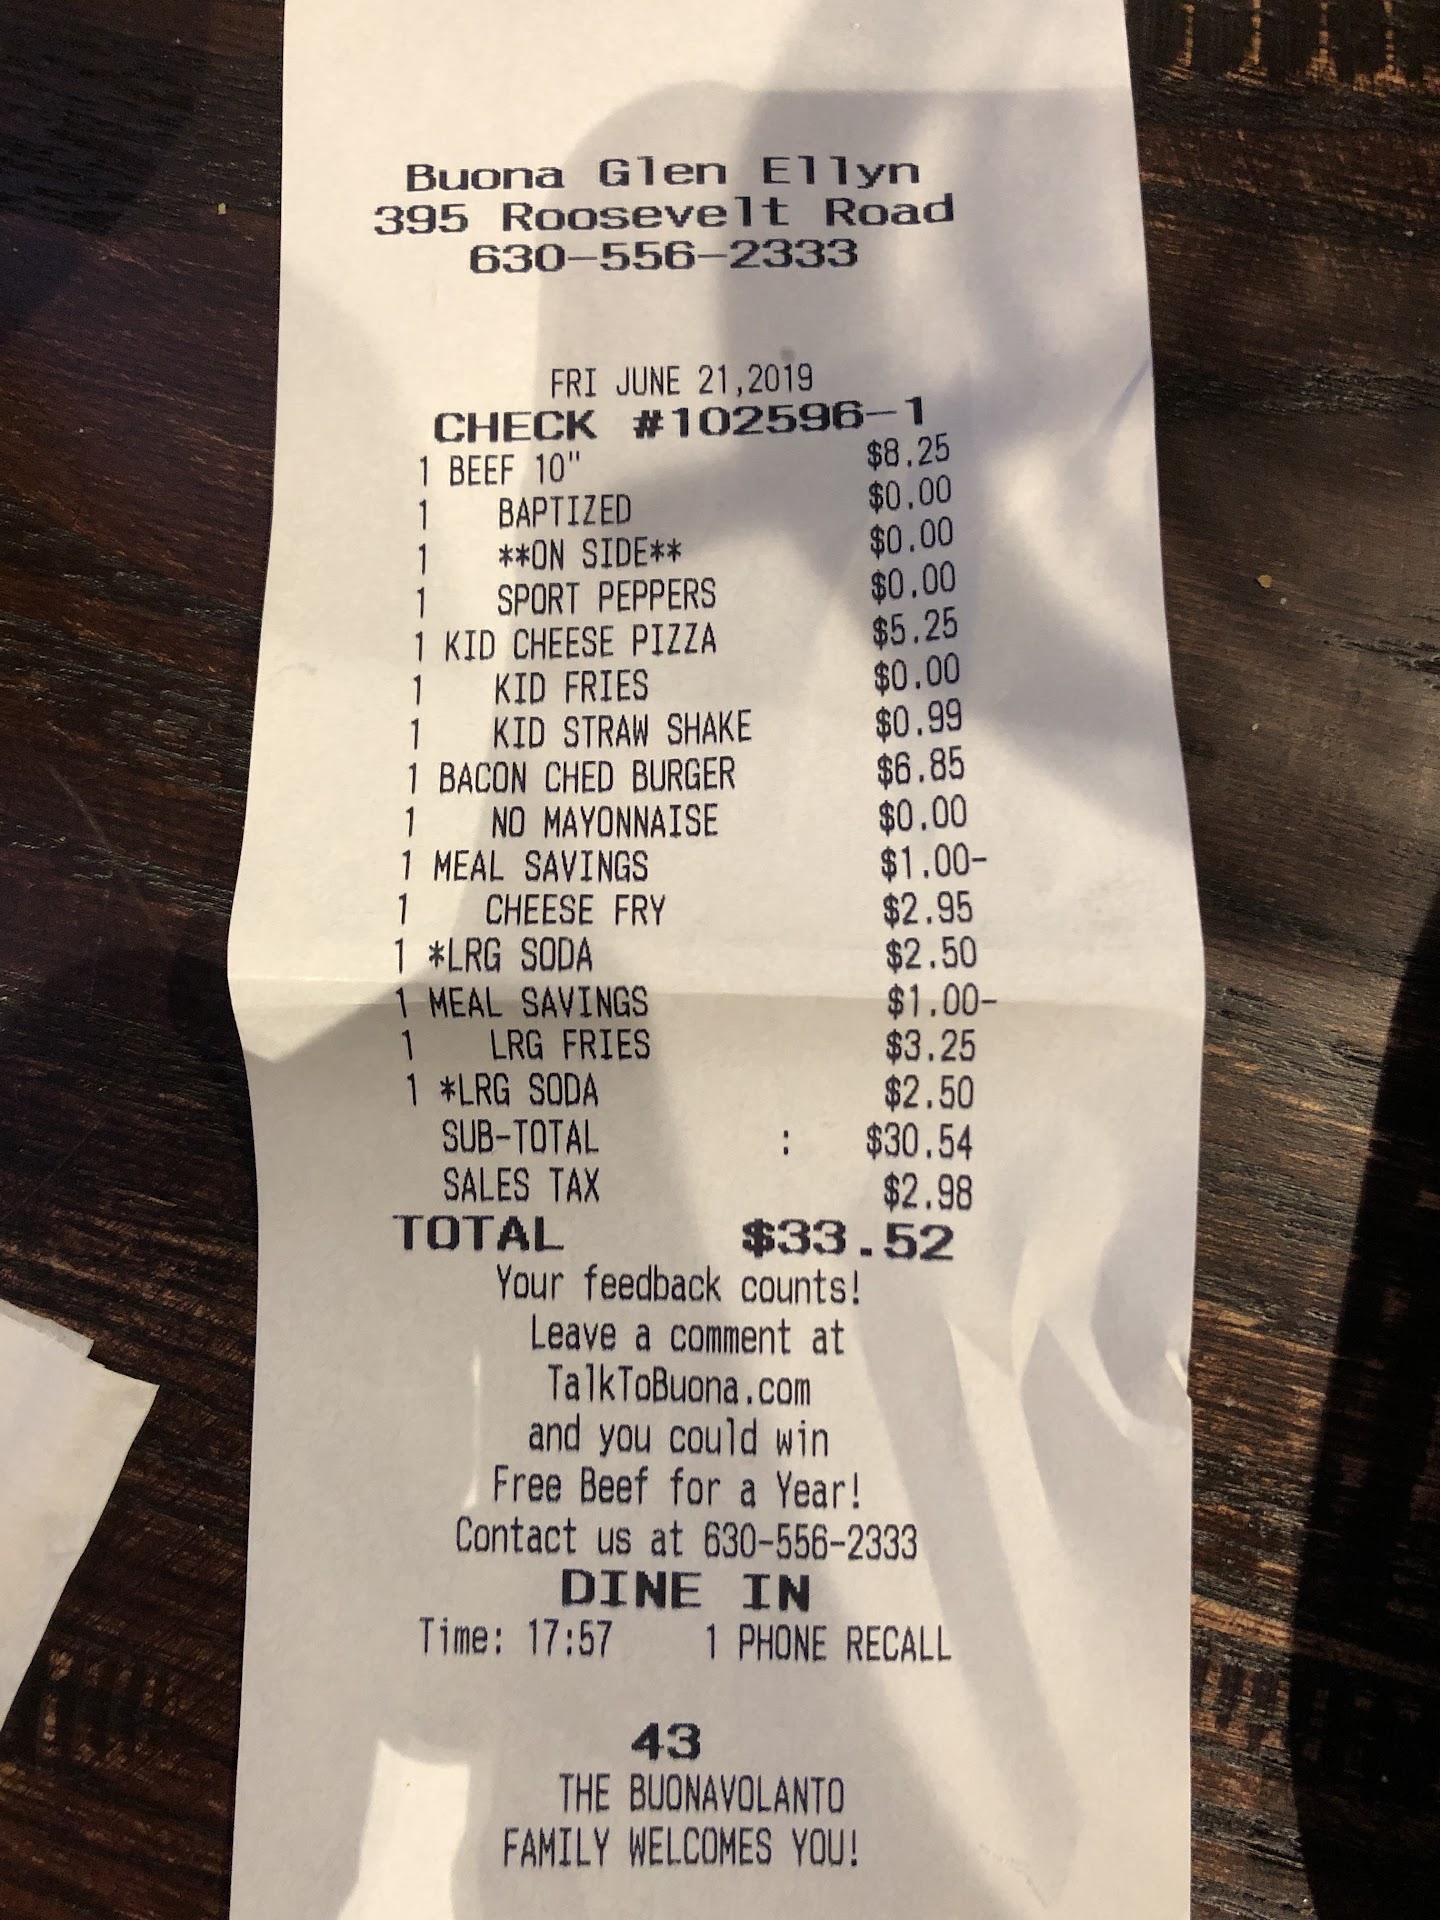 Buona Glen Ellyn
395 Roosevelt Road
630-556-2333
FRI JUNE 21,2019
CHECK #102596-1
1 BEEF 10" $8.25
1 BAPTIZED $0.00
1 **ON SIDE** $0.00
1 SPORT PEPPERS $0.00
1 KID CHEESE PIZZA $5.25
1 KID FRIES $0.00
1 KID STRAW SHAKE $0.99
1 BACON CHED BURGER $6.85
1 NO MAYONNAISE $0.00
1 MEAL SAVINGS $1.00-
1 CHEESE FRY $2.95
1 *LRG SODA $2.50
1 MEAL SAVINGS $1.00-
1 LRG FRIES $3.25
1 *LRG SODA $2.50
SUB-TOTAL : $30.54
SALES TAX $2.98
TOTAL $33.52
Your feedback counts!
Leave a comment at
TalkToBuona.com
and you could win
Free Beef for a Year!
Contact us at 630-556-2333
DINE IN
Time: 17:57 1 PHONE RECALL
43
THE BUONAVOLANTO
FAMILY WELCOMES YOU!